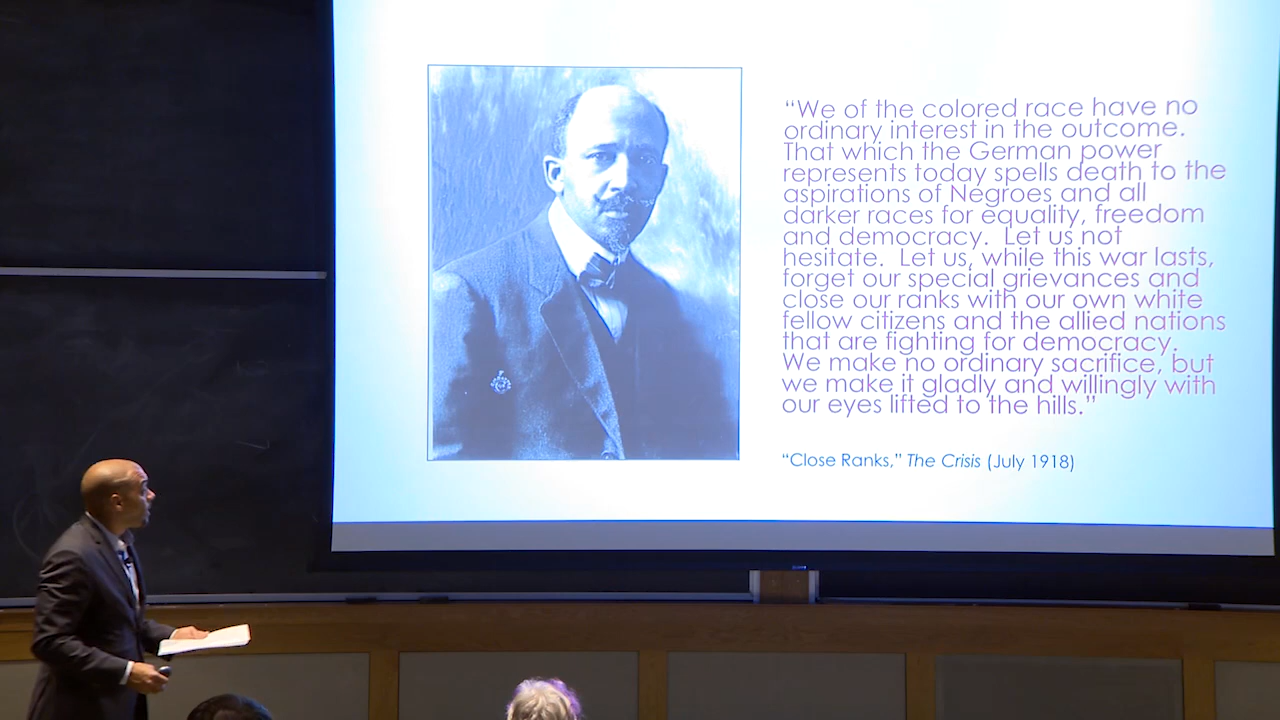 “We of the colored race have no
ordinary interest in the outcome.
That which the German power
represents today spells death to the
aspirations of Negroes and all
darker races for equality, freedom
and democracy.  Let us not
hesitate.  Let us, while this war lasts,
forget our special grievances and
close our ranks with our own white
fellow citizens and the allied nations
that are fighting for democracy.
We make no ordinary sacrifice, but
we make it gladly and willingly with
our eyes lifted to the hills.”
“Close Ranks,” The Crisis (July 1918)